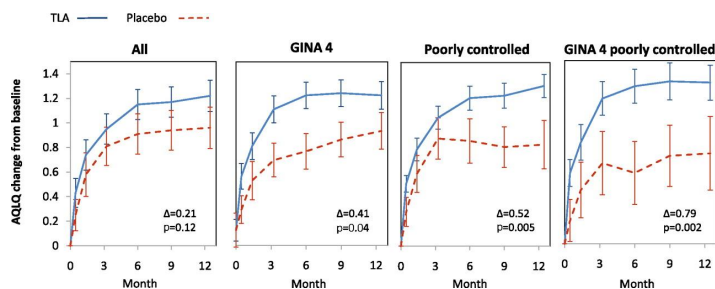 TLA Placebo
All GINA 4 Poorly controlled GINA 4 poorly controlled
AQLQ change from baseline
1.4
1.2
1
0.8
0.6
0.4
0.2
0
Δ=0.21
p=0.12
Δ=0.41
p=0.04
Δ=0.52
p=0.005
Δ=0.79
p=0.002
0 3 6 9 12 0 3 6 9 12 0 3 6 9 12 0 3 6 9 12
Month Month Month Month